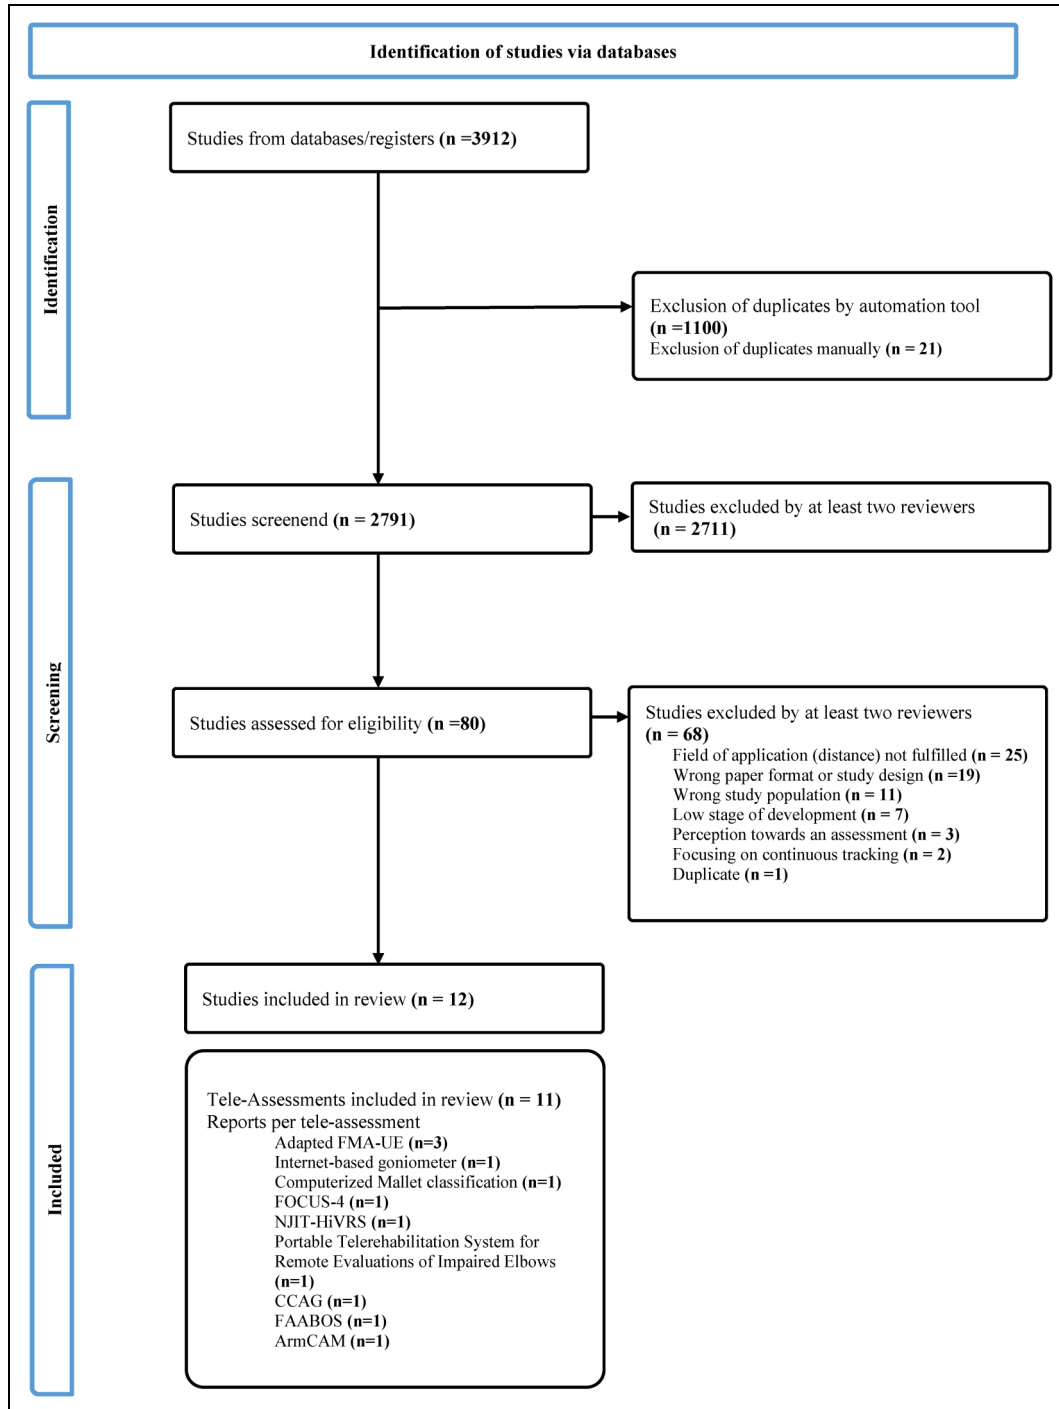 Identification of studies via databases
Identification
Studies from databases/registers (n =3912)
Exclusion of duplicates by automation tool
(n =1100)
Exclusion of duplicates manually (n = 21)
Screening
Studies screenend (n = 2791)
Studies excluded by at least two reviewers
(n = 2711)
Studies assessed for eligibility (n =80)
Studies excluded by at least two reviewers
(n = 68)
Field of application (distance) not fulfilled (n = 25)
Wrong paper format or study design (n =19)
Wrong study population (n = 11)
Low stage of development (n = 7)
Perception towards an assessment (n = 3)
Focusing on continuous tracking (n = 2)
Duplicate (n =1)
Included
Studies included in review (n = 12)
Tele-Assessments included in review (n = 11)
Reports per tele-assessment
Adapted FMA-UE (n=3)
Internet-based goniometer (n=1)
Computerized Mallet classification (n=1)
FOCUS-4 (n=1)
NJIT-HiVRS (n=1)
Portable Telerehabilitation System for
Remote Evaluations of Impaired Elbows
(n=1)
CCAG (n=1)
FAABOS (n=1)
ArmCAM (n=1)